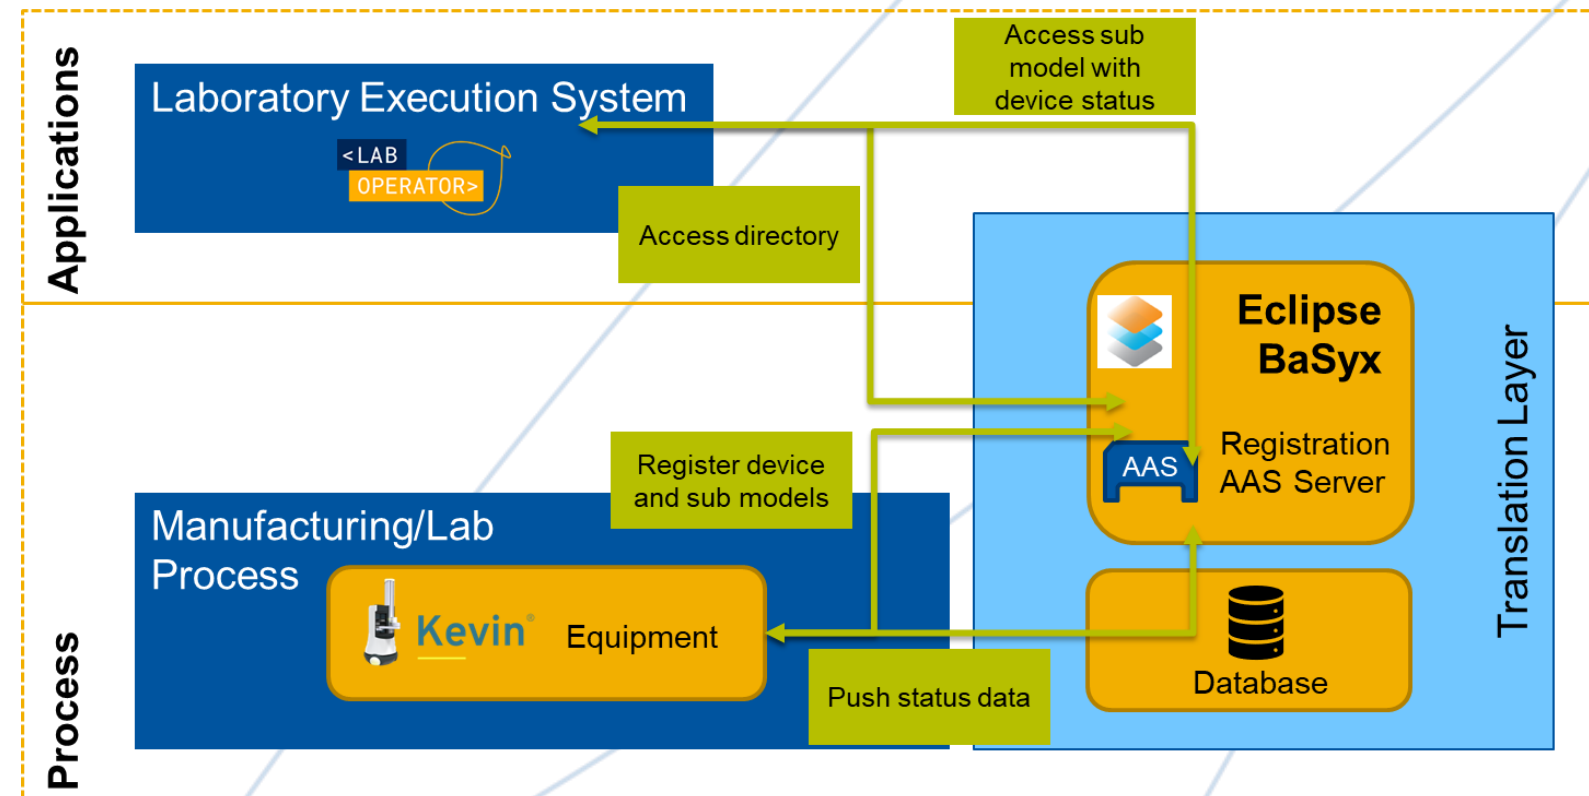 Applications
Laboratory Execution System
<LAB
OPERATOR>
Access sub
model with
device status
Access directory
Eclipse
BaSyx
Registration
AAS Server
AAS
Translation Layer
Register device
and sub models
Process
Manufacturing/Lab
Process
Kevin®
Equipment
Push status data
Database